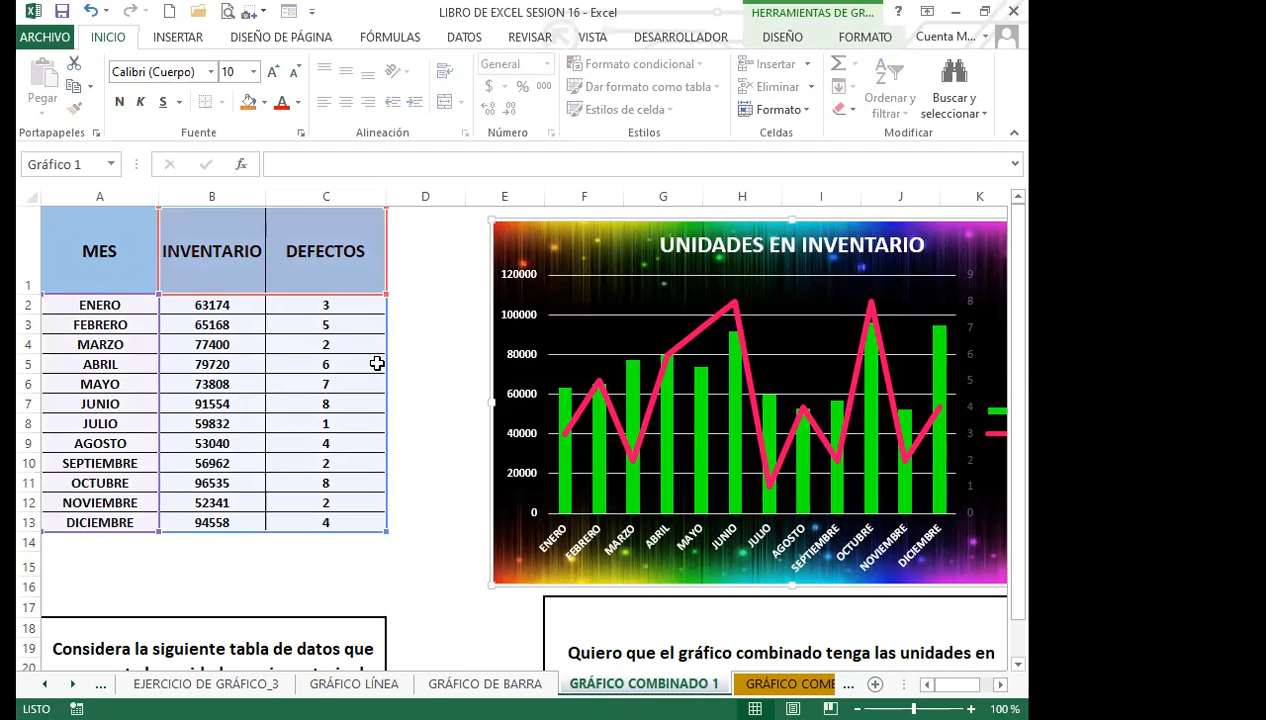 LIBRO DE EXCEL SESION 16 - Excel
HERRAMIENTAS DE GR...
?
ARCHIVO
INICIO
INSERTAR
DISEÑO DE PÁGINA
FÓRMULAS
DATOS
REVISAR
VISTA
DESARROLLADOR
DISEÑO
FORMATO
Cuenta M...
Pegar
Calibri (Cuerpo)
10
N K S
General
$ % 000
Formato condicional
Dar formato como tabla
Estilos de celda
Insertar
Eliminar
Formato
Ordenar y
filtrar
Buscar y
seleccionar
Portapapeles
Fuente
Alineación
Número
Estilos
Celdas
Modificar
Gráfico 1
fx
A B C D E F G H I J K
1 MES INVENTARIO DEFECTOS
2 ENERO 63174 3
3 FEBRERO 65168 5
4 MARZO 77400 2
5 ABRIL 79720 6
6 MAYO 73808 7
7 JUNIO 91554 8
8 JULIO 59832 1
9 AGOSTO 53040 4
10 SEPTIEMBRE 56962 2
11 OCTUBRE 96535 8
12 NOVIEMBRE 52341 2
13 DICIEMBRE 94558 4
14
15
16
17
18
19
20
UNIDADES EN INVENTARIO
120000
100000
80000
60000
40000
20000
0
9
8
7
6
5
4
3
2
1
0
ENERO
FEBRERO
MARZO
ABRIL
MAYO
JUNIO
JULIO
AGOSTO
SEPTIEMBRE
OCTUBRE
NOVIEMBRE
DICIEMBRE
Considera la siguiente tabla de datos que
Quiero que el gráfico combinado tenga las unidades en
...
EJERCICIO DE GRÁFICO_3
GRÁFICO LÍNEA
GRÁFICO DE BARRA
GRÁFICO COMBINADO 1
GRÁFICO COME
...
LISTO
100 %